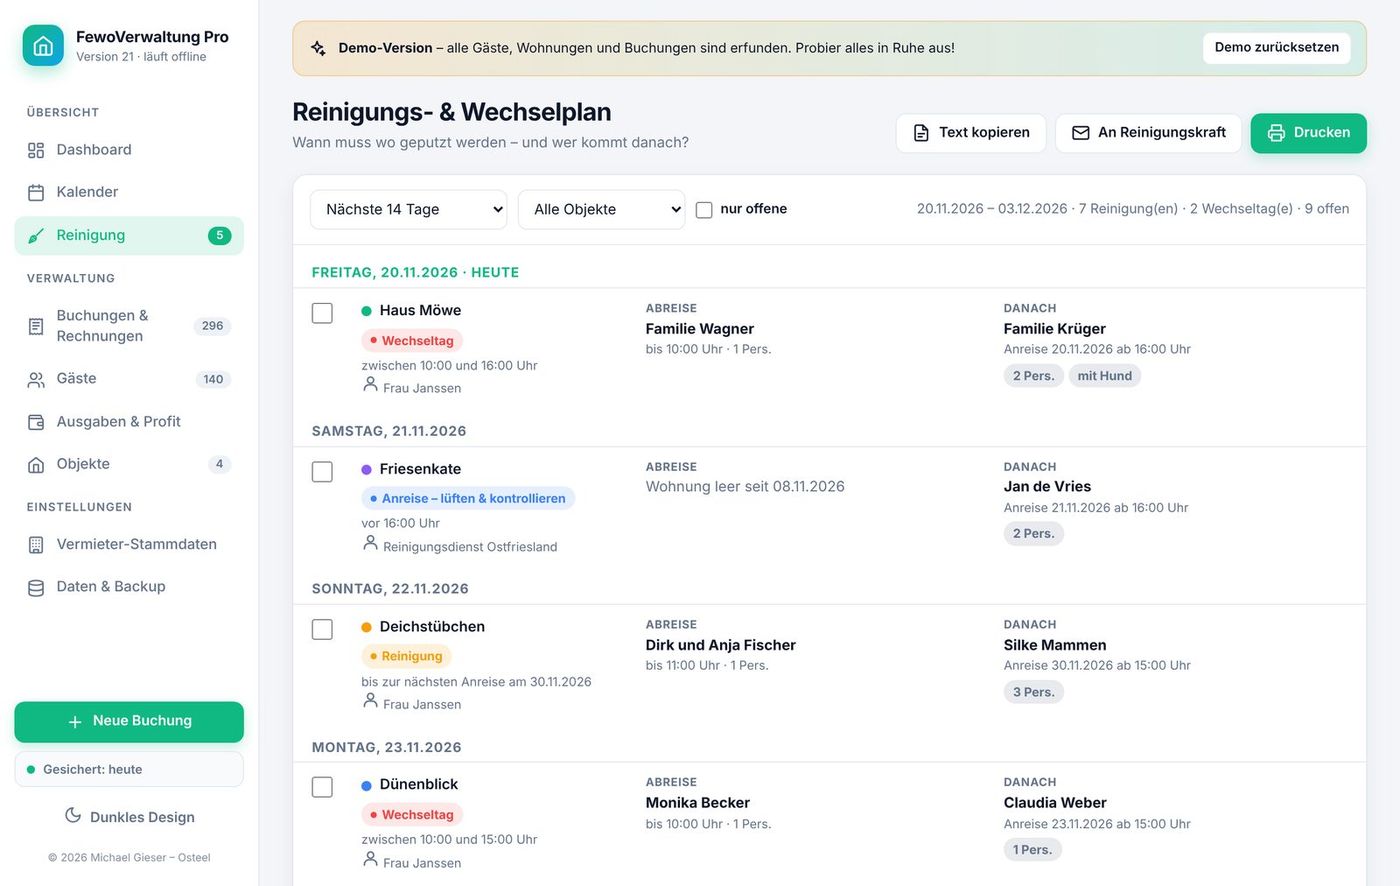 FewoVerwaltung Pro
Version 21 · läuft offline
ÜBERSICHT
Dashboard
Kalender
Reinigung 5
VERWALTUNG
Buchungen &
Rechnungen 296
Gäste 140
Ausgaben & Profit
Objekte 4
EINSTELLUNGEN
Vermieter-Stammdaten
Daten & Backup
Neue Buchung
Gesichert: heute
Dunkles Design
© 2026 Michael Gieser – Osteel
Demo-Version – alle Gäste, Wohnungen und Buchungen sind erfunden. Probier alles in Ruhe aus! Demo zurücksetzen
Reinigungs- & Wechselplan
Wann muss wo geputzt werden – und wer kommt danach?
Text kopieren An Reinigungskraft Drucken
Nächste 14 Tage Alle Objekte nur offene 20.11.2026 – 03.12.2026 · 7 Reinigung(en) · 2 Wechseltag(e) · 9 offen
FREITAG, 20.11.2026 · HEUTE
Haus Möwe
Wechseltag
zwischen 10:00 und 16:00 Uhr
Frau Janssen
ABREISE
Familie Wagner
bis 10:00 Uhr · 1 Pers.
DANACH
Familie Krüger
Anreise 20.11.2026 ab 16:00 Uhr
2 Pers. mit Hund
SAMSTAG, 21.11.2026
Friesenkate
Anreise – lüften & kontrollieren
vor 16:00 Uhr
Reinigungsdienst Ostfriesland
ABREISE
Wohnung leer seit 08.11.2026
DANACH
Jan de Vries
Anreise 21.11.2026 ab 16:00 Uhr
2 Pers.
SONNTAG, 22.11.2026
Deichstübchen
Reinigung
bis zur nächsten Anreise am 30.11.2026
Frau Janssen
ABREISE
Dirk und Anja Fischer
bis 11:00 Uhr · 1 Pers.
DANACH
Silke Mammen
Anreise 30.11.2026 ab 15:00 Uhr
3 Pers.
MONTAG, 23.11.2026
Dünenblick
Wechseltag
zwischen 10:00 und 15:00 Uhr
Frau Janssen
ABREISE
Monika Becker
bis 10:00 Uhr · 1 Pers.
DANACH
Claudia Weber
Anreise 23.11.2026 ab 15:00 Uhr
1 Pers.